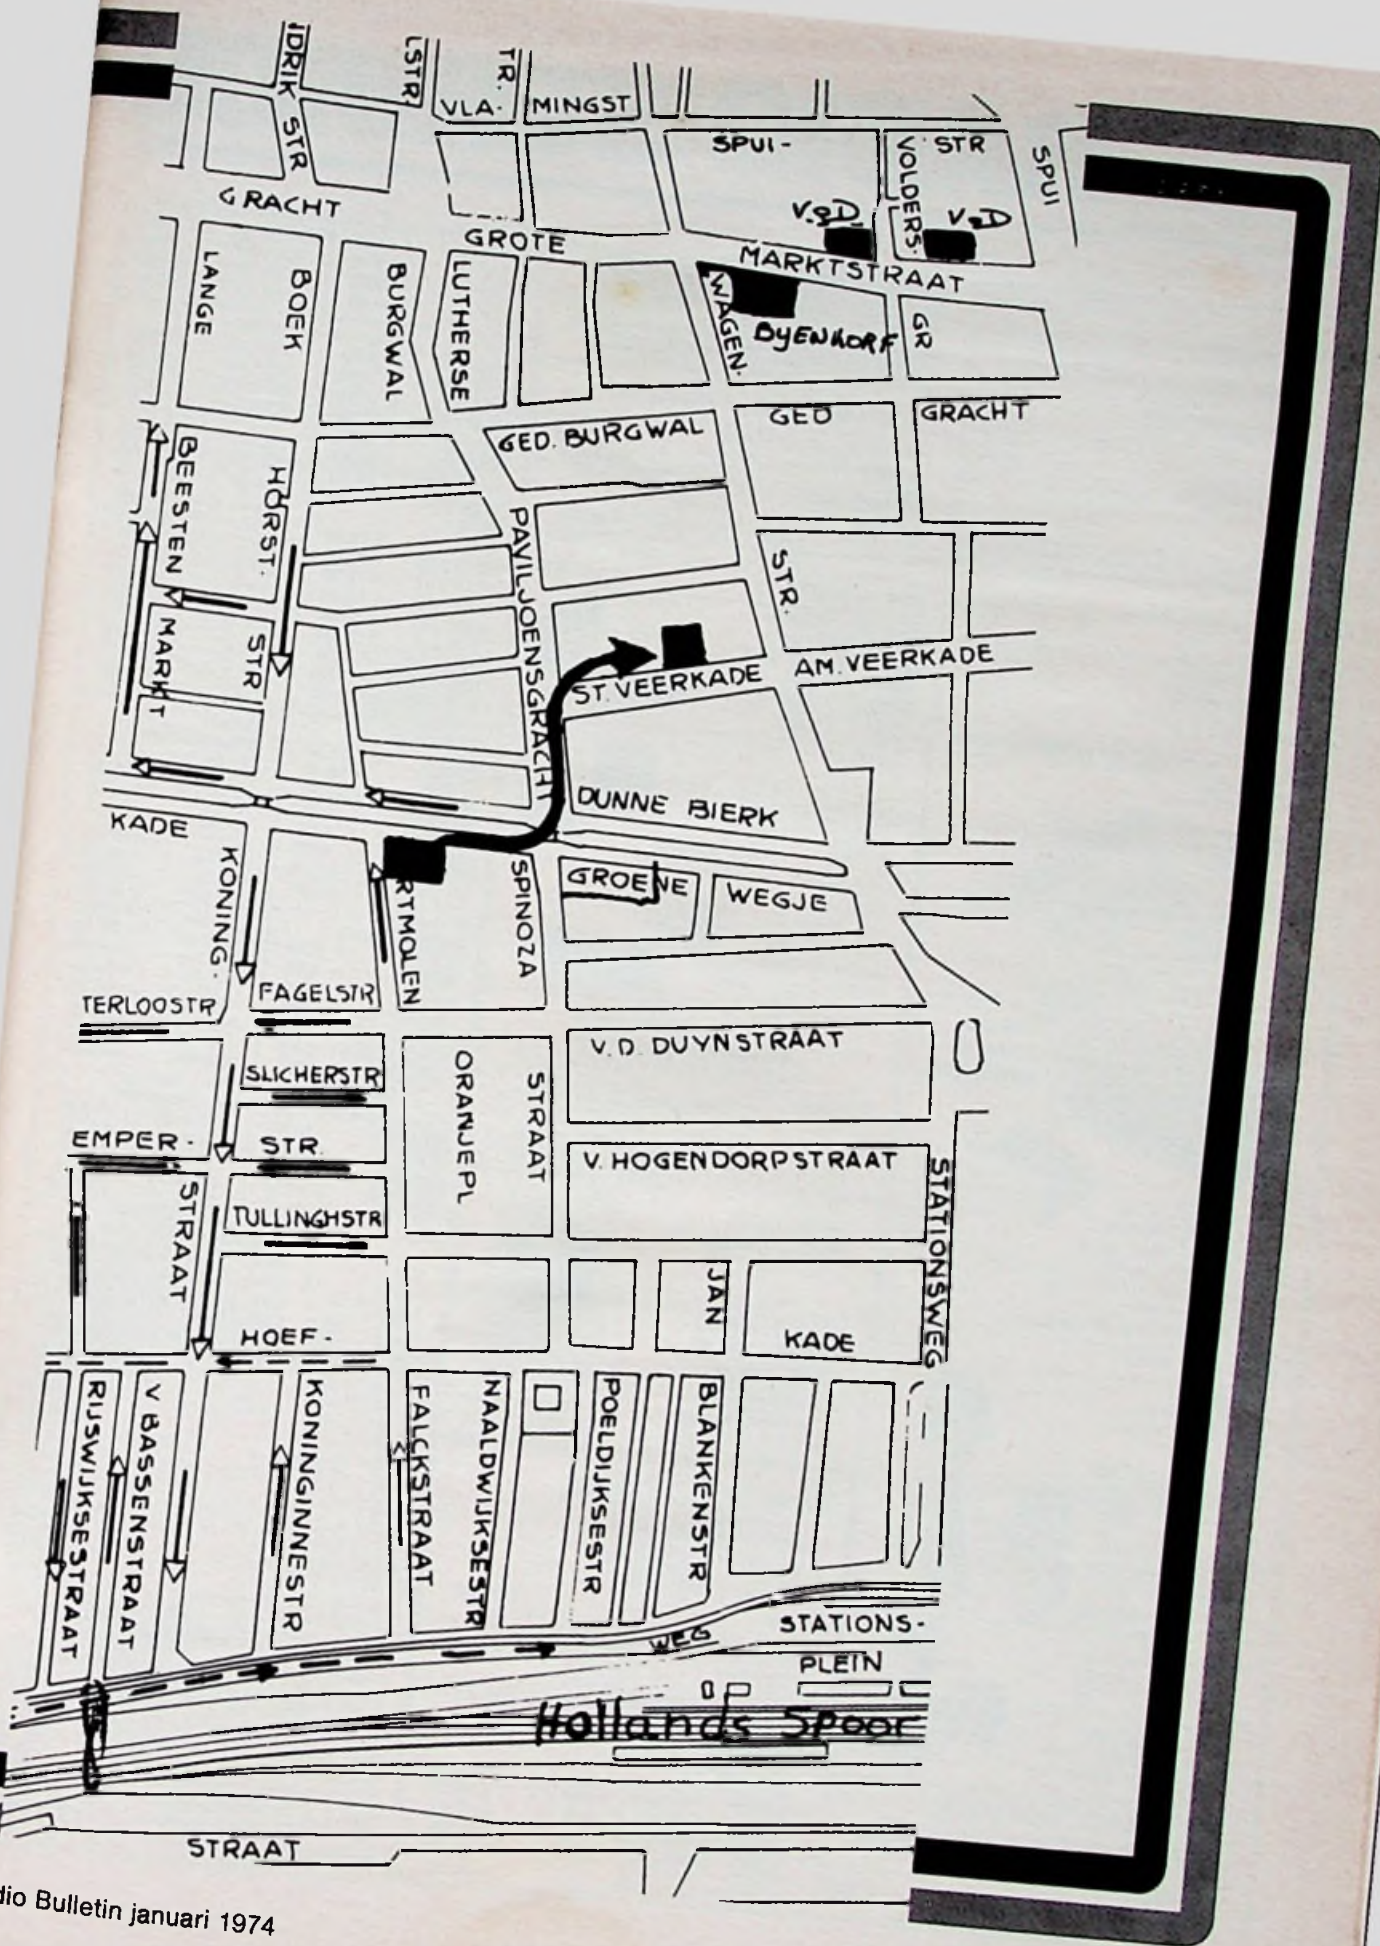 NDRIK STR
LSTR
TR.
VLA-
MINGST
SPUI-
STR
VOLDERS.
SPUI
V&D
V&D
GRACHT
GROTE
MARKTSTRAAT
LANGE
BOEK
BURGWAL
LUTHERSE
WAGEN.
BYENKORF
GR
GED
GRACHT
GED. BURGWAL
BEESTEN
HORST.
PAVILJOENSGRACHT
STR.
MARKT
STR
ST. VEERKADE
AM. VEERKADE
DUNNE BIERK
KADE
KONING.
RTMOLEN
SPINOZA
GROENE
WEGJE
TERLOOSTR
FAGELSTR
V.D. DUYNSTRAAT
SLICHERSTR
ORANJEPL
STRAAT
EMPER-
STR.
V. HOGENDORPSTRAAT
STATIONSWEG
STRAAT
TULLINGHSTR
JAN
HOEF-
KADE
RIJSWIJKSESTRAAT
V BASSENSTRAAT
KONINGINNESTR
FALCKSTRAAT
NAALDWIJKSESTR
POELDIJKSESTR
BLANKENSTR
WEG
STATIONS-
PLEIN
Hollands Spoor
STRAAT
dio Bulletin januari 1974